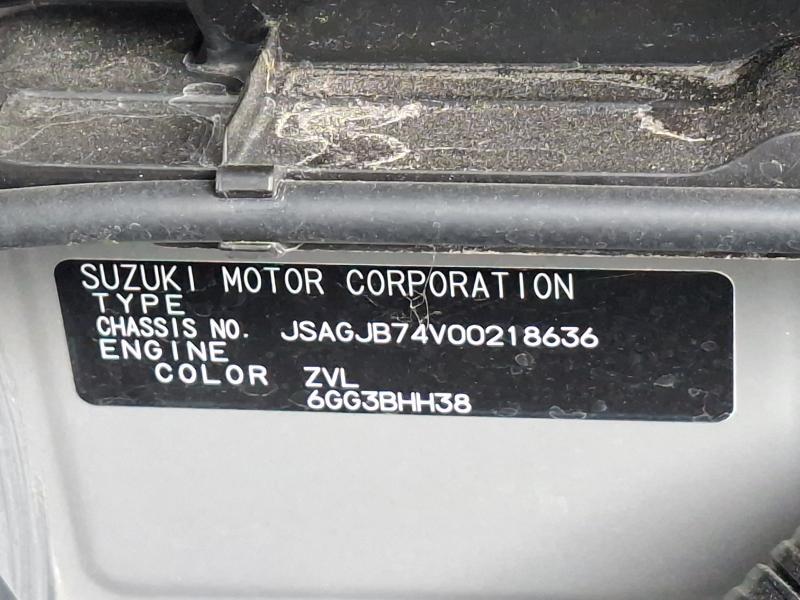 SUZUKI MOTOR CORPORATION
TYPE
CHASSIS NO. JSAGJB74V00218636
ENGINE
COLOR ZVL
6GG3BHH38